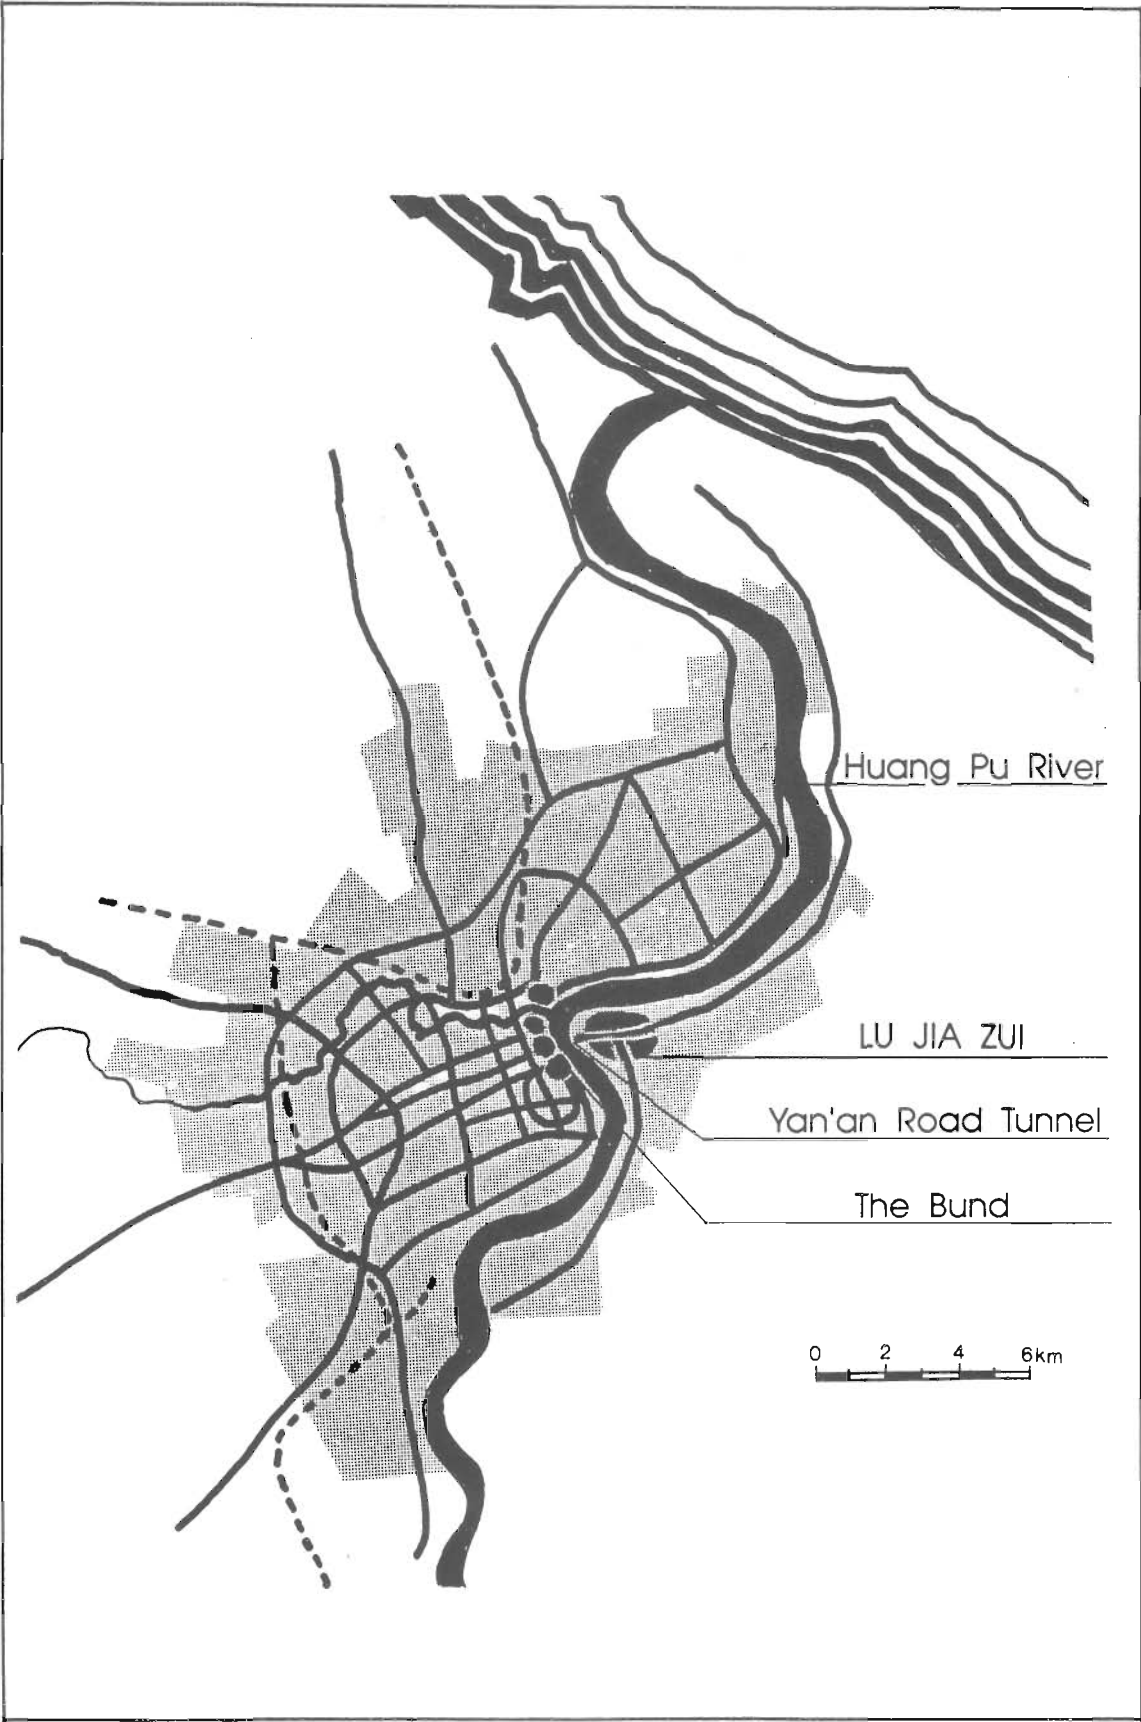 Huang Pu River
LU JIA ZUI
Yan'an Road Tunnel
The Bund
0 2 4 6km